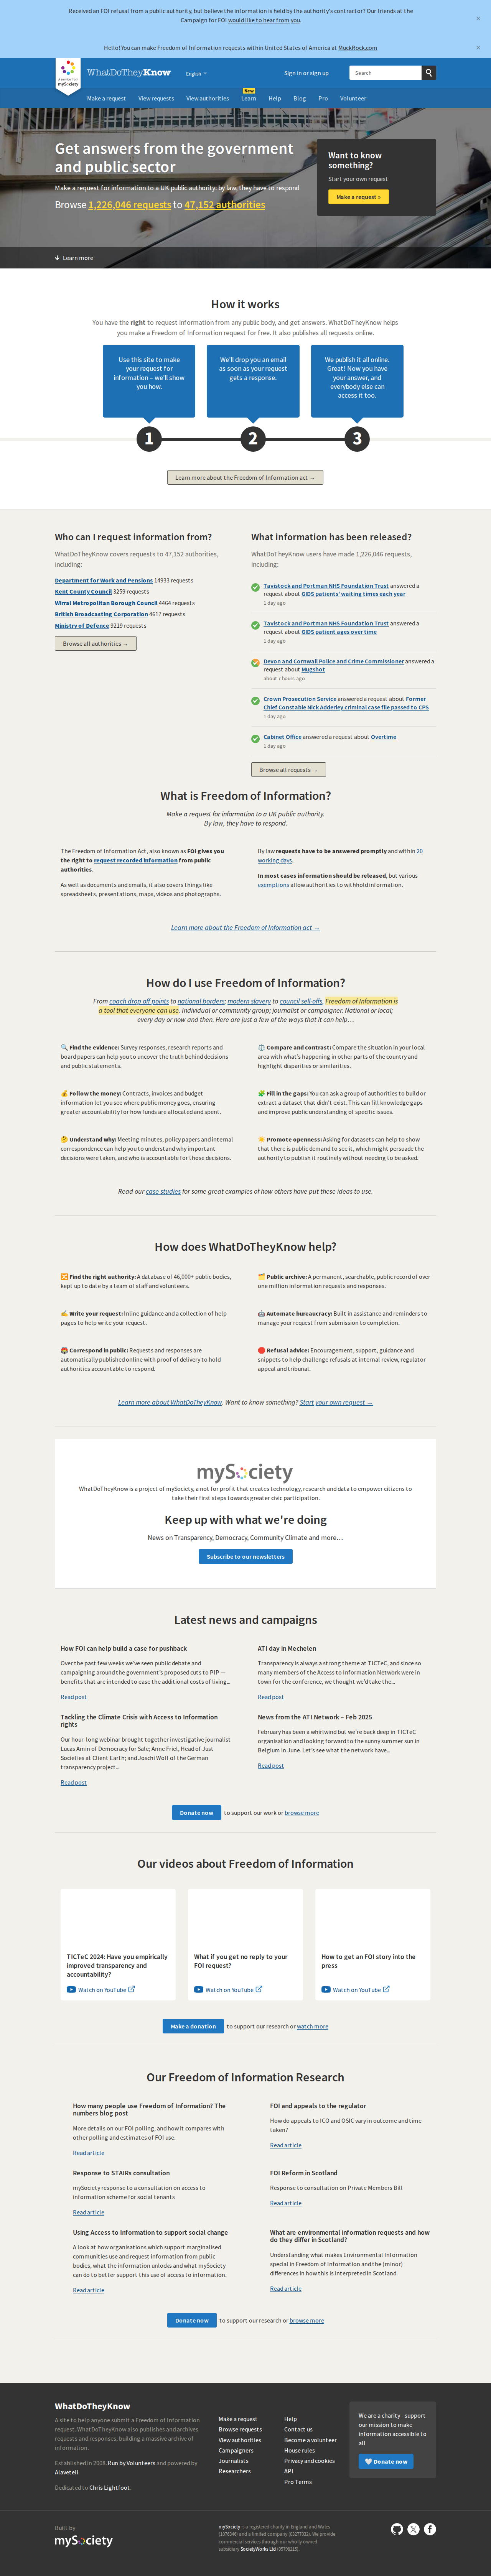 Received an FOI refusal from a public authority, but believe the information is held by the authority's contractor? Our friends at the
Campaign for FOI would like to hear from you.
×
Hello! You can make Freedom of Information requests within United States of America at MuckRock.com
×
mySociety
WhatDoTheyKnow
English
Sign in or sign up
Search
Make a request
View requests
View authorities
New
Learn
Help
Blog
Pro
Volunteer
Get answers from the government
and public sector
Make a request for information to a UK public authority: by law, they have to respond
Browse 1,226,046 requests to 47,152 authorities
Want to know
something?
Start your own request
Make a request »
Learn more
How it works
You have the right to request information from any public body, and get answers. WhatDoTheyKnow helps
you make a Freedom of Information request for free. It also publishes all requests online.
Use this site to make
your request for
information – we'll show
you how.
We'll drop you an email
as soon as your request
gets a response.
We publish it all online.
Great! Now you have
your answer, and
everybody else can
access it too.
1
2
3
Learn more about the Freedom of Information act →
Who can I request information from?
WhatDoTheyKnow covers requests to 47,152 authorities,
including:
Department for Work and Pensions 14933 requests
Kent County Council 3259 requests
Wirral Metropolitan Borough Council 4464 requests
British Broadcasting Corporation 4617 requests
Ministry of Defence 9219 requests
Browse all authorities →
What information has been released?
WhatDoTheyKnow users have made 1,226,046 requests,
including:
Tavistock and Portman NHS Foundation Trust answered a
request about GIDS patients' waiting times each year
1 day ago
Tavistock and Portman NHS Foundation Trust answered a
request about GIDS patient ages over time
1 day ago
Devon and Cornwall Police and Crime Commissioner answered a
request about Mugshot
about 7 hours ago
Crown Prosecution Service answered a request about Former
Chief Constable Nick Adderley criminal case file passed to CPS
1 day ago
Cabinet Office answered a request about Overtime
1 day ago
Browse all requests →
What is Freedom of Information?
Make a request for information to a UK public authority.
By law, they have to respond.
The Freedom of Information Act, also known as FOI gives you
the right to request recorded information from public
authorities.
As well as documents and emails, it also covers things like
spreadsheets, presentations, maps, videos and photographs.
By law requests have to be answered promptly and within 20
working days.
In most cases information should be released, but various
exemptions allow authorities to withhold information.
Learn more about the Freedom of Information act →
How do I use Freedom of Information?
From coach drop off points to national borders; modern slavery to council sell-offs, Freedom of Information is
a tool that everyone can use. Individual or community group; journalist or campaigner. National or local;
every day or now and then. Here are just a few of the ways that it can help…
🔍 Find the evidence: Survey responses, research reports and
board papers can help you to uncover the truth behind decisions
and public statements.
⚖️ Compare and contrast: Compare the situation in your local
area with what's happening in other parts of the country and
highlight disparities or similarities.
💰 Follow the money: Contracts, invoices and budget
information let you see where public money goes, ensuring
greater accountability for how funds are allocated and spent.
🧩 Fill in the gaps: You can ask a group of authorities to build or
extract a dataset that didn't exist. This can fill knowledge gaps
and improve public understanding of specific issues.
🤔 Understand why: Meeting minutes, policy papers and internal
correspondence can help you to understand why important
decisions were taken, and who is accountable for those decisions.
☀️ Promote openness: Asking for datasets can help to show
that there is public demand to see it, which might persuade the
authority to publish it routinely without needing to be asked.
Read our case studies for some great examples of how others have put these ideas to use.
How does WhatDoTheyKnow help?
🔀 Find the right authority: A database of 46,000+ public bodies,
kept up to date by a team of staff and volunteers.
🗂️ Public archive: A permanent, searchable, public record of over
one million information requests and responses.
✍️ Write your request: Inline guidance and a collection of help
pages to help write your request.
🤖 Automate bureaucracy: Built in assistance and reminders to
manage your request from submission to completion.
📯 Correspond in public: Requests and responses are
automatically published online with proof of delivery to hold
authorities accountable to respond.
🛑 Refusal advice: Encouragement, support, guidance and
snippets to help challenge refusals at internal review, regulator
appeal and tribunal.
Learn more about WhatDoTheyKnow. Want to know something? Start your own request →
mySociety
WhatDoTheyKnow is a project of mySociety, a not for profit that creates technology, research and data to empower citizens to
take their first steps towards greater civic participation.
Keep up with what we're doing
News on Transparency, Democracy, Community Climate and more…
Subscribe to our newsletters
Latest news and campaigns
How FOI can help build a case for pushback
Over the past few weeks we've seen public debate and
campaigning around the government's proposed cuts to PIP —
benefits that are intended to ease the additional costs of living...
Read post
ATI day in Mechelen
Transparency is always a strong theme at TICTeC, and since so
many members of the Access to Information Network were in
town for the conference, we thought we'd take the...
Read post
Tackling the Climate Crisis with Access to Information
rights
Our hour-long webinar brought together investigative journalist
Lucas Amin of Democracy for Sale; Anne Friel, Head of Just
Societies at Client Earth; and Joschi Wolf of the German
transparency project...
Read post
News from the ATI Network – Feb 2025
February has been a whirlwind but we're back deep in TICTeC
organisation and looking forward to the sunny summer sun in
Belgium in June. Let's see what the network have...
Read post
Donate now to support our work or browse more
Our videos about Freedom of Information
TICTeC 2024: Have you empirically
improved transparency and
accountability?
Watch on YouTube
What if you get no reply to your
FOI request?
Watch on YouTube
How to get an FOI story into the
press
Watch on YouTube
Make a donation to support our research or watch more
Our Freedom of Information Research
How many people use Freedom of Information? The
numbers blog post
More details on our FOI polling, and how it compares with
other polling and estimates of FOI use.
Read article
FOI and appeals to the regulator
How do appeals to ICO and OSIC vary in outcome and time
taken?
Read article
Response to STAIRs consultation
mySociety response to a consultation on access to
information scheme for social tenants
Read article
FOI Reform in Scotland
Response to consultation on Private Members Bill
Read article
Using Access to Information to support social change
A look at how organisations which support marginalised
communities use and request information from public
bodies, what the information unlocks and what mySociety
can do to better support this use of access to information.
Read article
What are environmental information requests and how
do they differ in Scotland?
Understanding what makes Environmental Information
special in Freedom of Information and the (minor)
differences in how this is interpreted in Scotland.
Read article
Donate now to support our research or browse more
WhatDoTheyKnow
A site to help anyone submit a Freedom of Information
request. WhatDoTheyKnow also publishes and archives
requests and responses, building a massive archive of
information.
Established in 2008. Run by Volunteers and powered by
Alaveteli.
Dedicated to Chris Lightfoot.
Make a request
Browse requests
View authorities
Campaigners
Journalists
Researchers
Help
Contact us
Become a volunteer
House rules
Privacy and cookies
API
Pro Terms
We are a charity - support
our mission to make
information accessible to
all
🤍 Donate now
Built by
mySociety
mySociety is a registered charity in England and Wales
(1076346) and a limited company (03277032). We provide
commercial services through our wholly owned
subsidiary SocietyWorks Ltd (05798215).